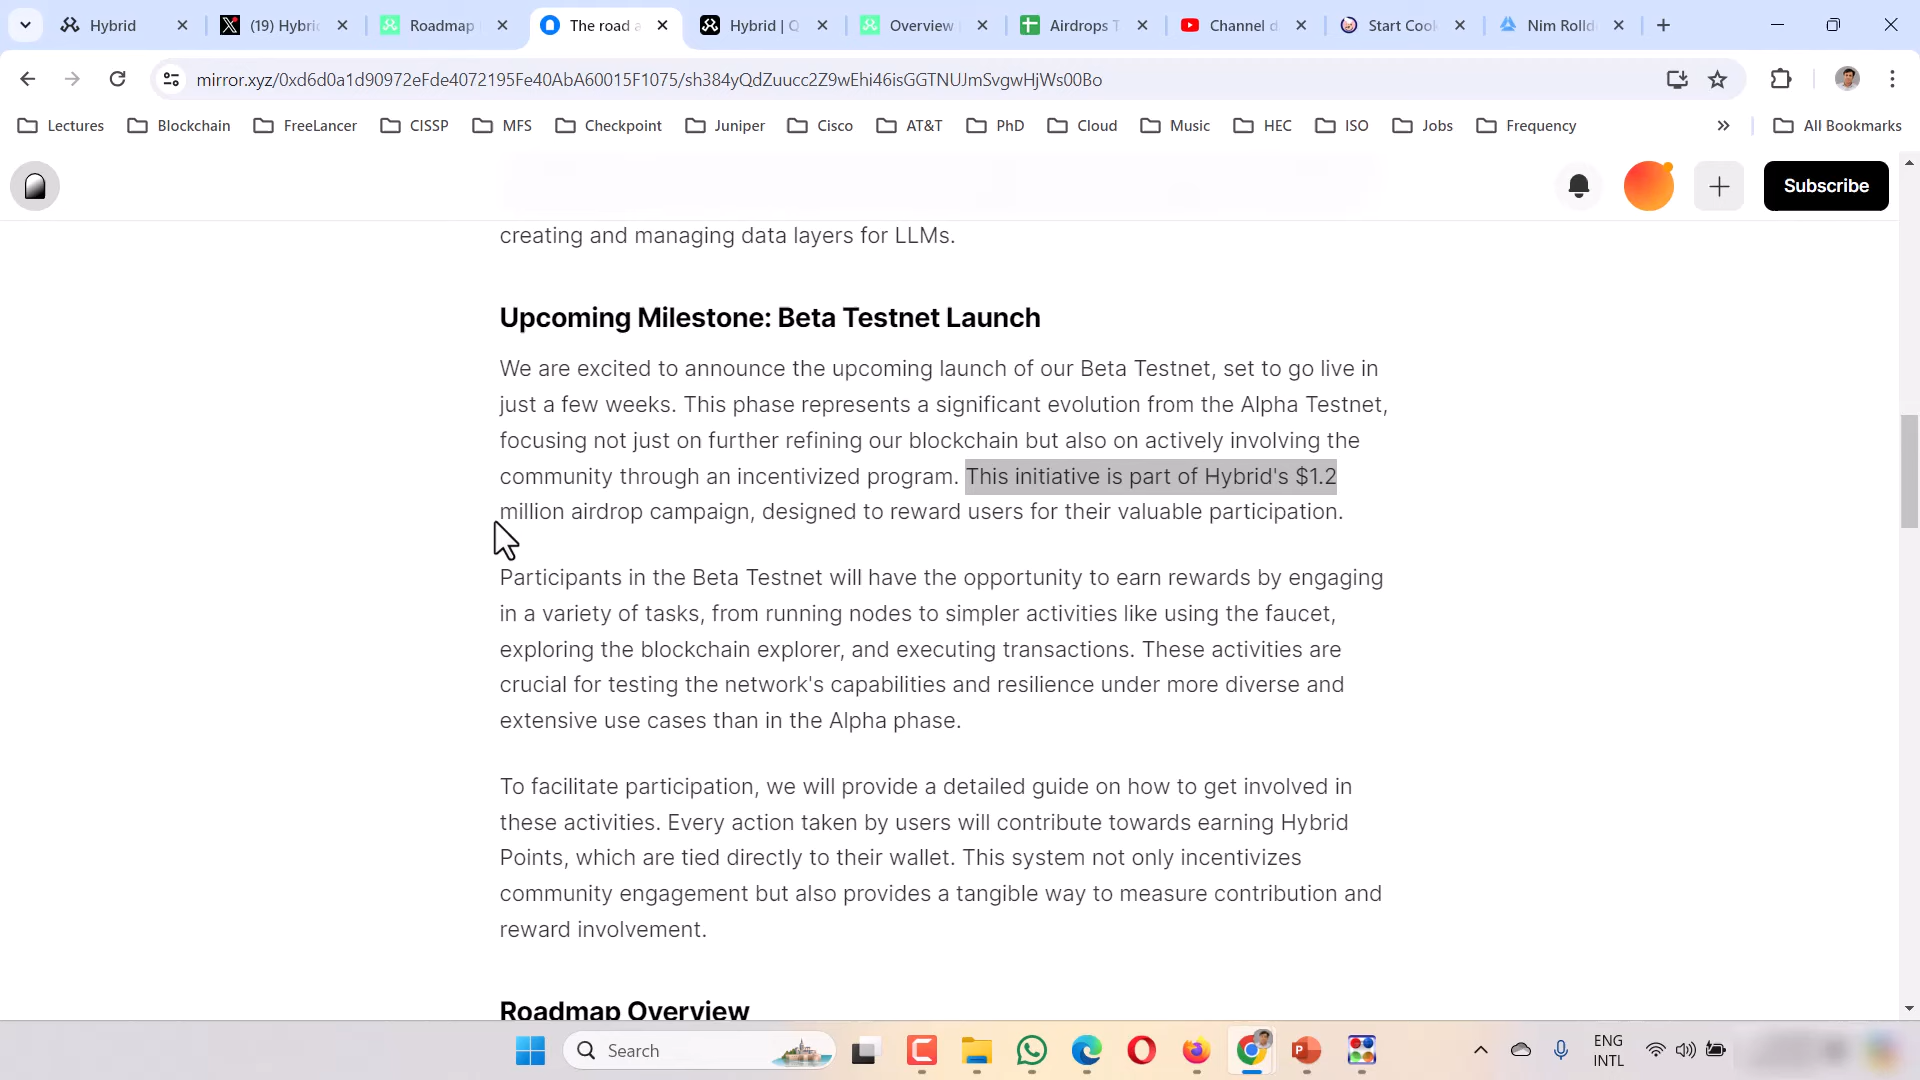 Hybrid
(19) Hybric
Roadmap
The road a
Hybrid | Q
Overview
Airdrops T
Channel d
Start Cook
Nim Rolld
mirror.xyz/0xd6d0a1d90972eFde4072195Fe40AbA60015F1075/sh384yQdZuucc2Z9wEhi46isGGTNUJmSvgwHjWs00Bo
Lectures
Blockchain
FreeLancer
CISSP
MFS
Checkpoint
Juniper
Cisco
AT&T
PhD
Cloud
Music
HEC
ISO
Jobs
Frequency
All Bookmarks
Subscribe
creating and managing data layers for LLMs.
Upcoming Milestone: Beta Testnet Launch
We are excited to announce the upcoming launch of our Beta Testnet, set to go live in
just a few weeks. This phase represents a significant evolution from the Alpha Testnet,
focusing not just on further refining our blockchain but also on actively involving the
community through an incentivized program. This initiative is part of Hybrid's $1.2
million airdrop campaign, designed to reward users for their valuable participation.
Participants in the Beta Testnet will have the opportunity to earn rewards by engaging
in a variety of tasks, from running nodes to simpler activities like using the faucet,
exploring the blockchain explorer, and executing transactions. These activities are
crucial for testing the network's capabilities and resilience under more diverse and
extensive use cases than in the Alpha phase.
To facilitate participation, we will provide a detailed guide on how to get involved in
these activities. Every action taken by users will contribute towards earning Hybrid
Points, which are tied directly to their wallet. This system not only incentivizes
community engagement but also provides a tangible way to measure contribution and
reward involvement.
Roadmap Overview
Search
ENG
INTL